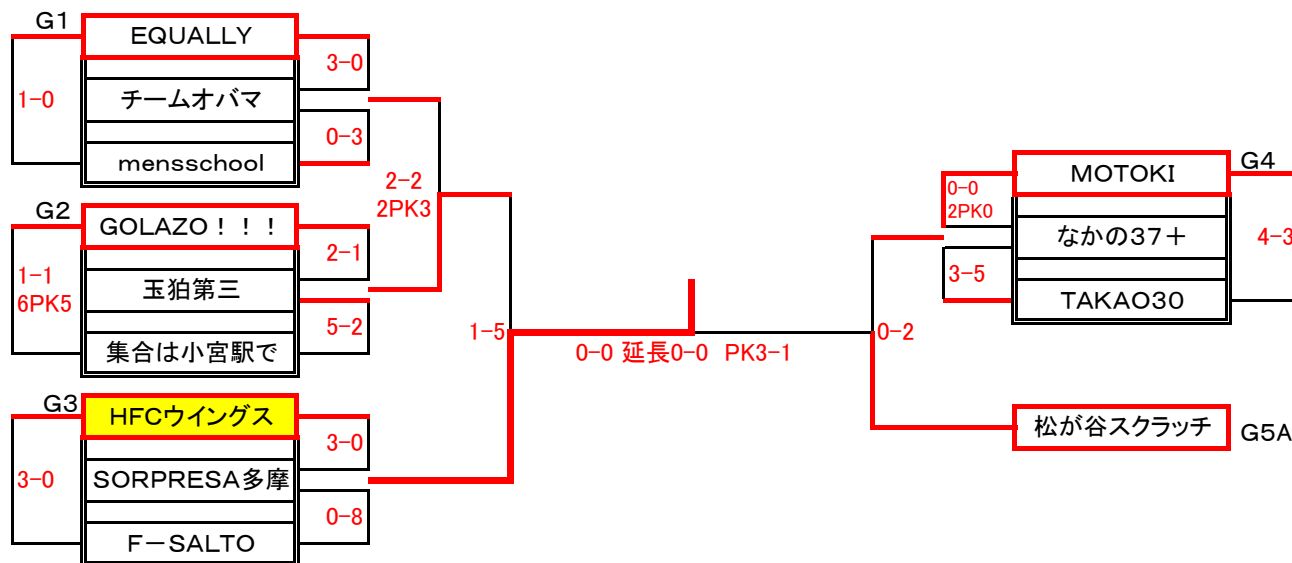 G1
EQUALLY
3-0
1-0
チームオバマ
0-3
mensschool
2-2
2PK3
G2
GOLAZO！！！
2-1
1-1
6PK5
玉狛第三
5-2
集合は小宮駅で
1-5
G3
HFCウイングス
3-0
3-0
SORPRESA多摩
0-8
F－SALTO
0-0 延長0-0 PK3-1
MOTOKI
G4
0-0
2PK0
なかの37＋
4-3
3-5
TAKAO30
0-2
松が谷スクラッチ
G5A